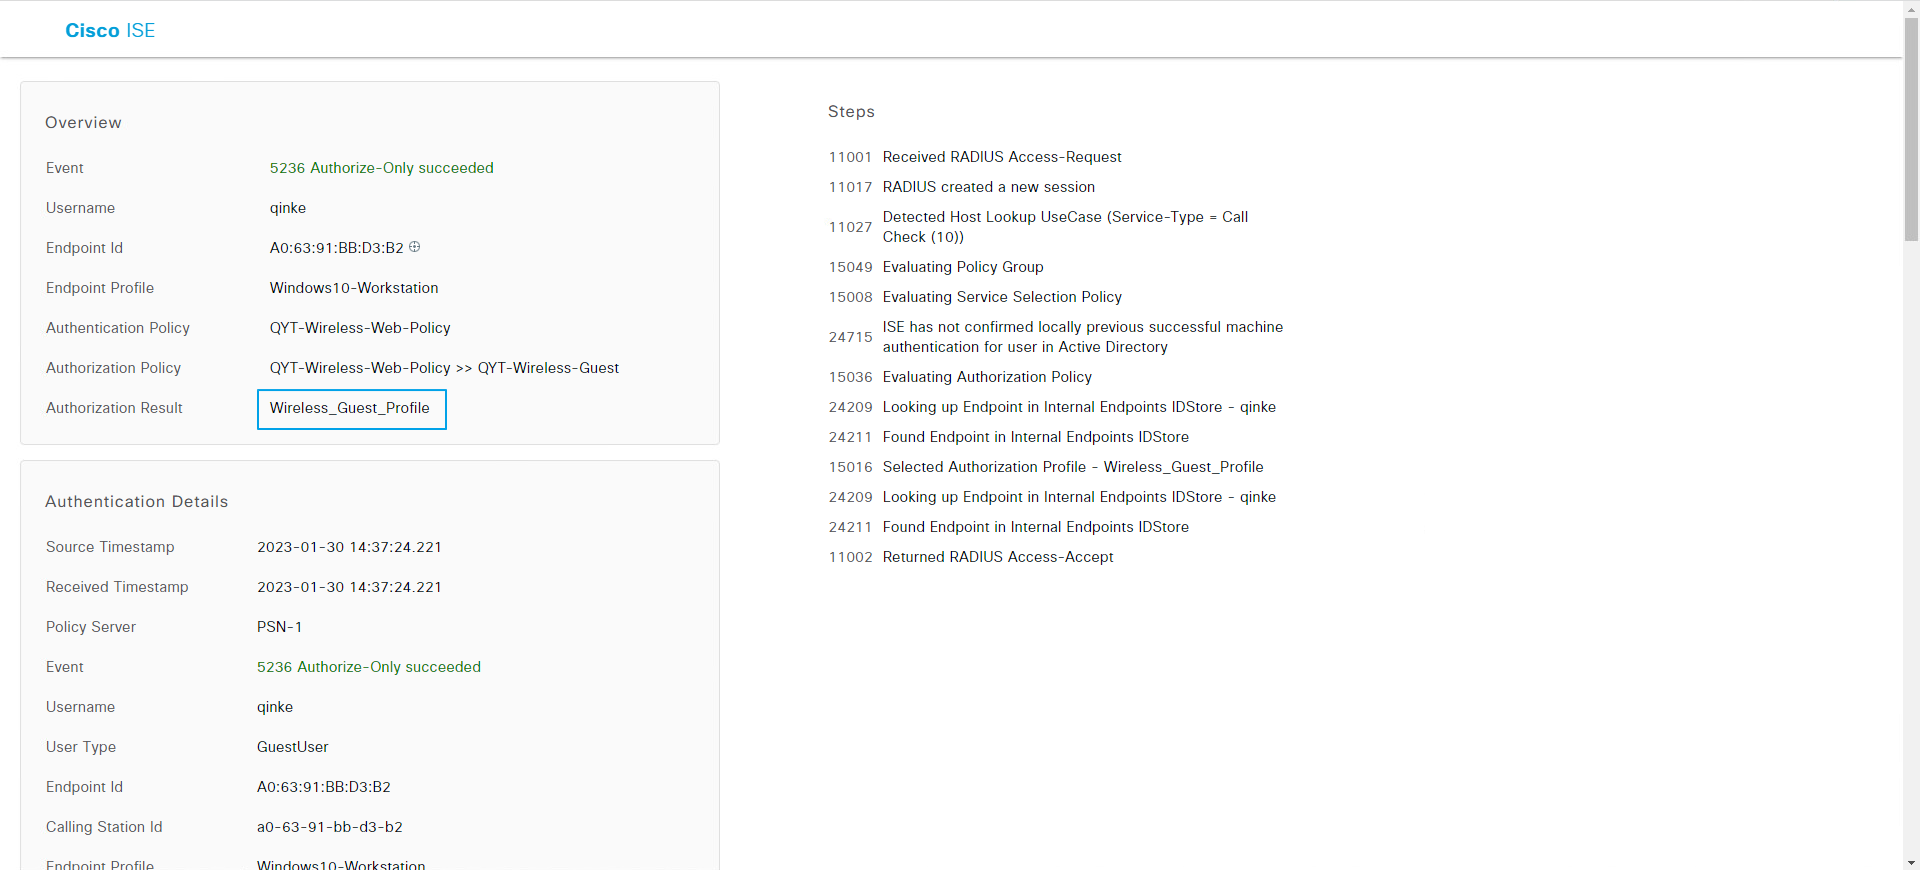 Cisco ISE
Overview
Event 5236 Authorize-Only succeeded
Username qinke
Endpoint Id A0:63:91:BB:D3:B2
Endpoint Profile Windows10-Workstation
Authentication Policy QYT-Wireless-Web-Policy
Authorization Policy QYT-Wireless-Web-Policy >> QYT-Wireless-Guest
Authorization Result Wireless_Guest_Profile
Authentication Details
Source Timestamp 2023-01-30 14:37:24.221
Received Timestamp 2023-01-30 14:37:24.221
Policy Server PSN-1
Event 5236 Authorize-Only succeeded
Username qinke
User Type GuestUser
Endpoint Id A0:63:91:BB:D3:B2
Calling Station Id a0-63-91-bb-d3-b2
Endpoint Profile Windows10-Workstation
Steps
11001 Received RADIUS Access-Request
11017 RADIUS created a new session
11027 Detected Host Lookup UseCase (Service-Type = Call
Check (10))
15049 Evaluating Policy Group
15008 Evaluating Service Selection Policy
24715 ISE has not confirmed locally previous successful machine
authentication for user in Active Directory
15036 Evaluating Authorization Policy
24209 Looking up Endpoint in Internal Endpoints IDStore - qinke
24211 Found Endpoint in Internal Endpoints IDStore
15016 Selected Authorization Profile - Wireless_Guest_Profile
24209 Looking up Endpoint in Internal Endpoints IDStore - qinke
24211 Found Endpoint in Internal Endpoints IDStore
11002 Returned RADIUS Access-Accept